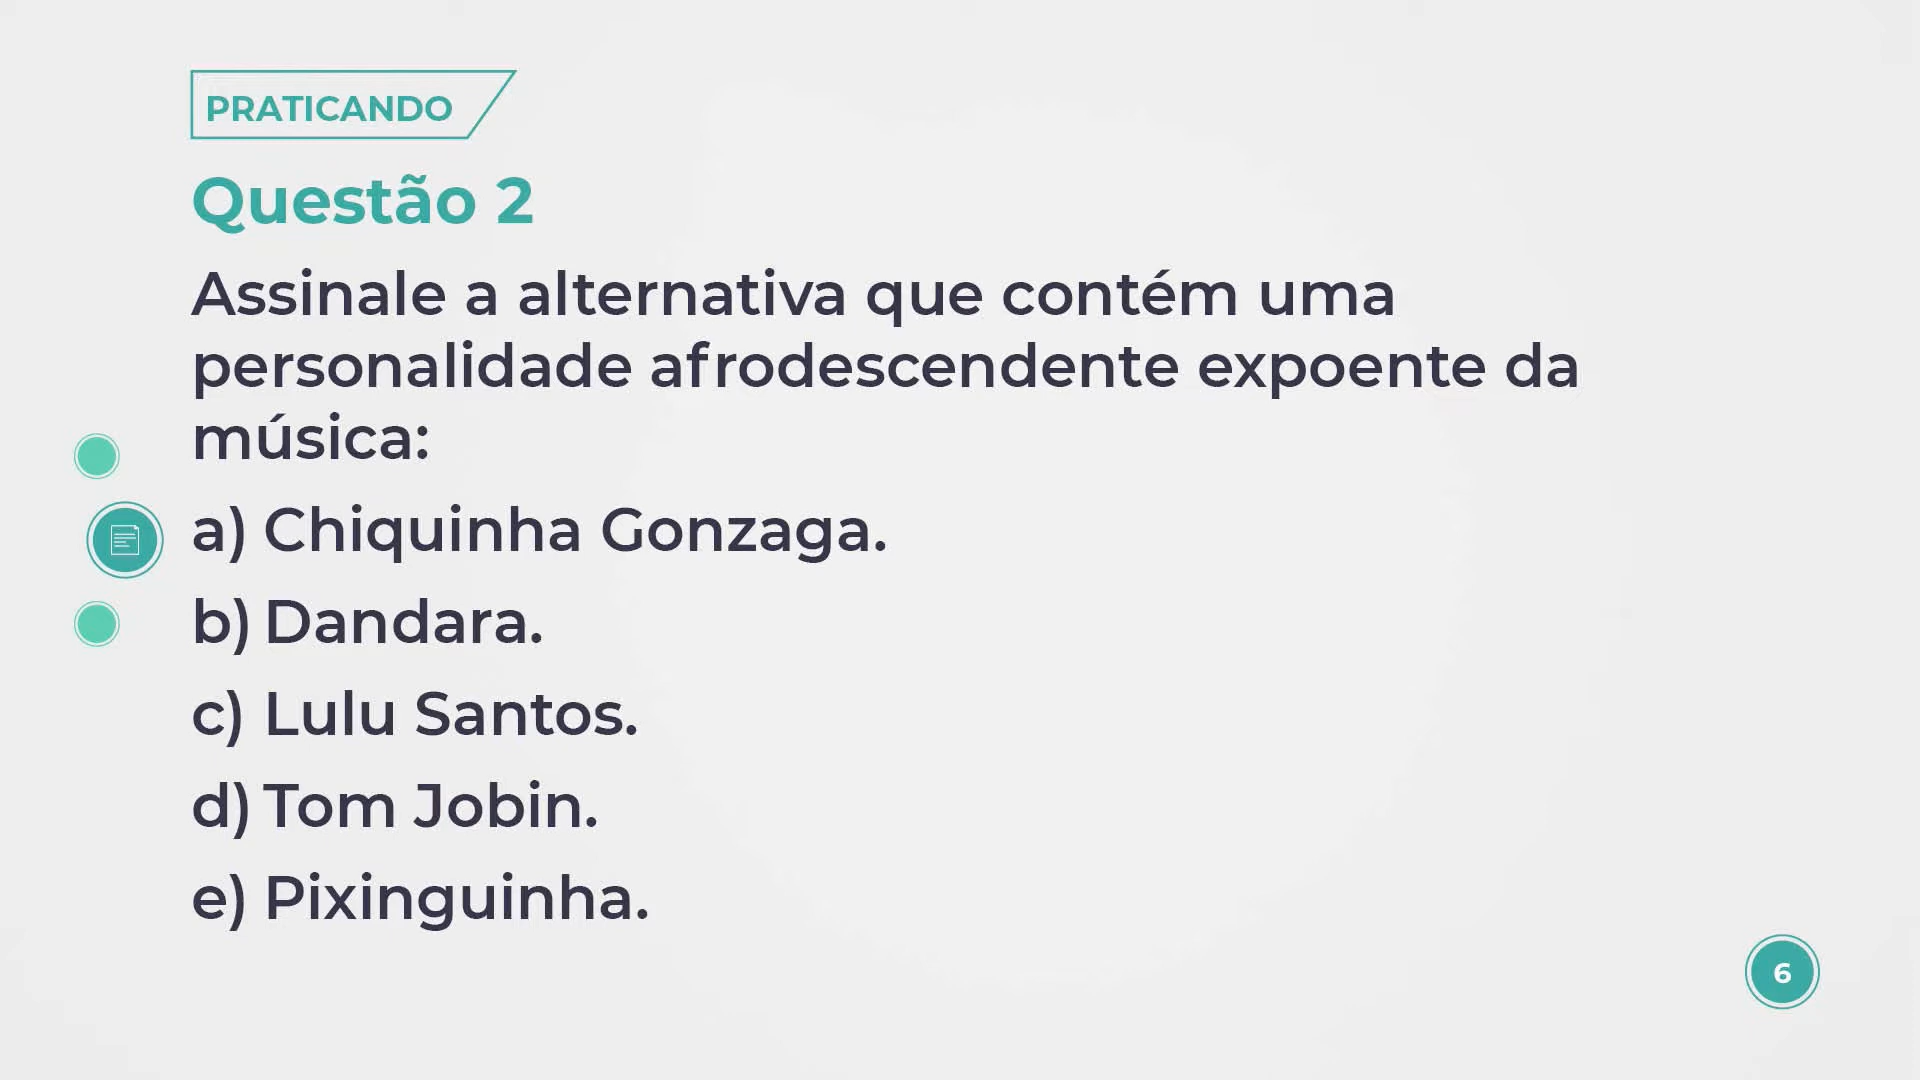 PRATICANDO
Questão 2
Assinale a alternativa que contém uma
personalidade afrodescendente expoente da
música:
a) Chiquinha Gonzaga.
b) Dandara.
c) Lulu Santos.
d) Tom Jobin.
e) Pixinguinha.
6